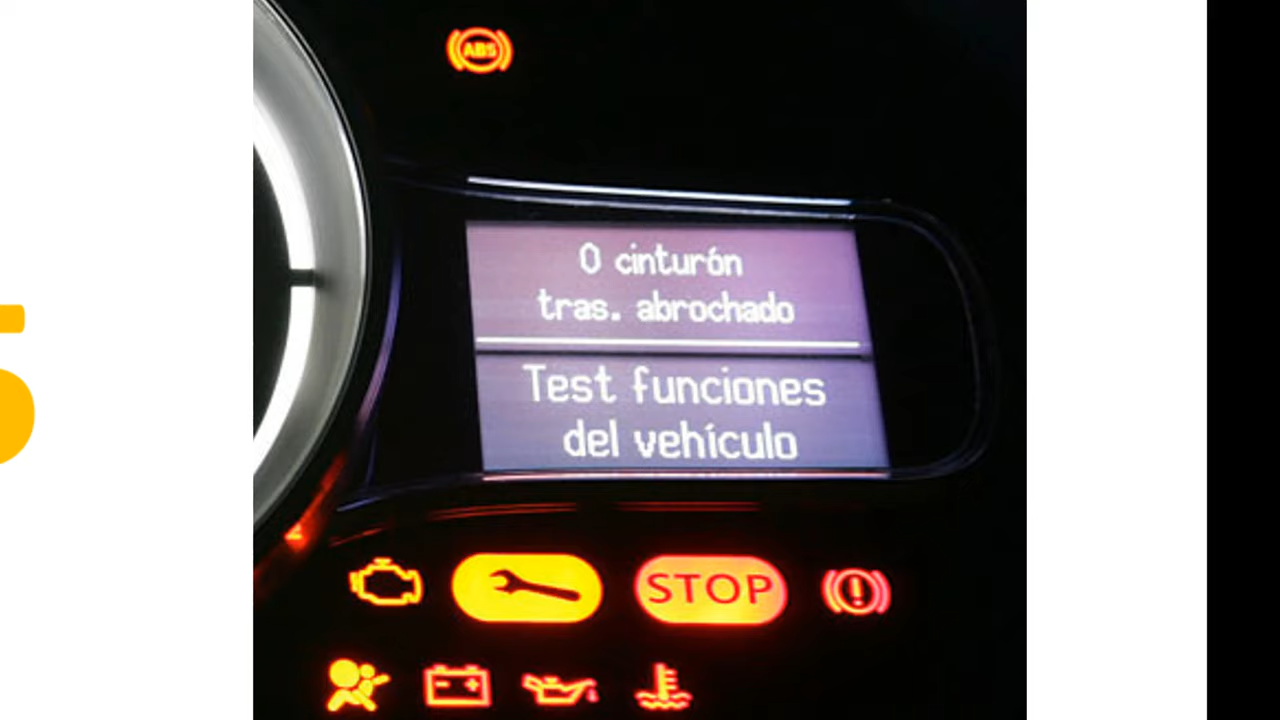 ABS
0 cinturón
tras. abrochado
Test funciones
del vehículo
STOP